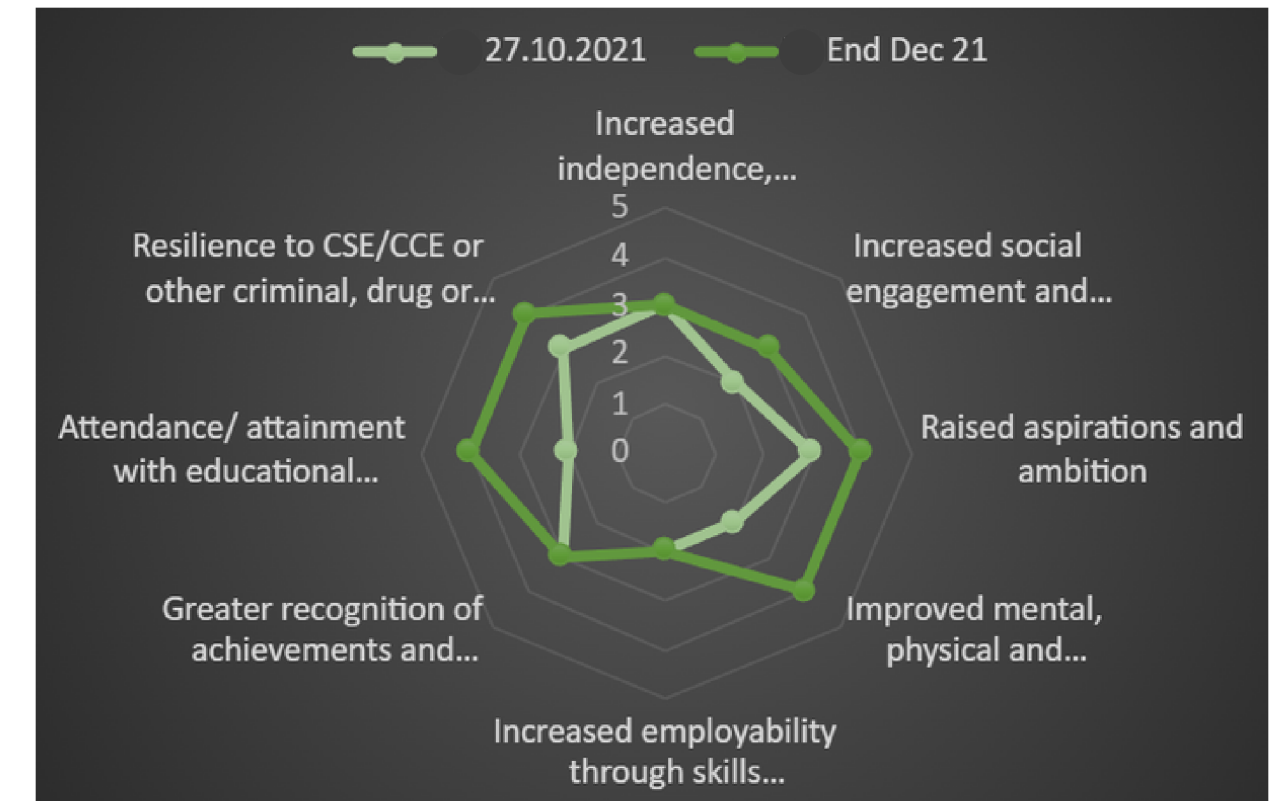 27.10.2021 End Dec 21
Increased
independence,...
5
Resilience to CSE/CCE or
other criminal, drug or...
Increased social
engagement and...
4
3
2
1
0
Attendance/ attainment
with educational...
Raised aspirations and
ambition
Greater recognition of
achievements and...
Improved mental,
physical and...
Increased employability
through skills...